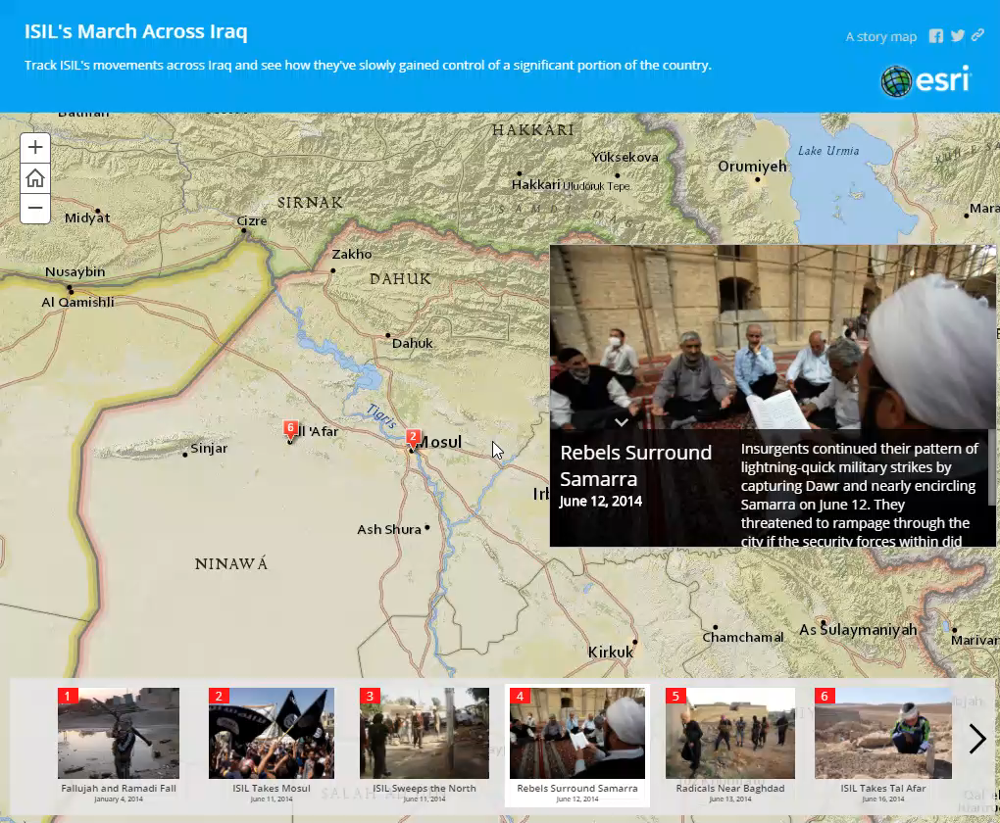 ISIL's March Across Iraq
A story map
Track ISIL's movements across Iraq and see how they've slowly gained control of a significant portion of the country.
esri
Batman
HAKKÂRI
Lake Urmia
Yüksekova
Orumiyeh
Hakkari
Uludoruk Tepe
SIRNAK
Midyat
Cizre
Mara
Zakho
Nusaybin
DAHUK
Al Qamishli
Dahuk
Tigris
6
ll 'Afar
2
Mosul
Sinjar
Rebels Surround
Samarra
June 12, 2014
Insurgents continued their pattern of
lightning-quick military strikes by
capturing Dawr and nearly encircling
Samarra on June 12. They
threatened to rampage through the
city if the security forces within did
Irb
Ash Shura
NINAWÁ
Chamchamal
As Sulaymaniyah
Marivan
Kirkuk
1
Fallujah and Ramadi Fall
January 4, 2014
2
ISIL Takes Mosul
June 11, 2014
3
ISIL Sweeps the North
June 11, 2014
4
Rebels Surround Samarra
June 12, 2014
5
Radicals Near Baghdad
June 13, 2014
6
ISIL Takes Tal Afar
June 16, 2014
SALAH